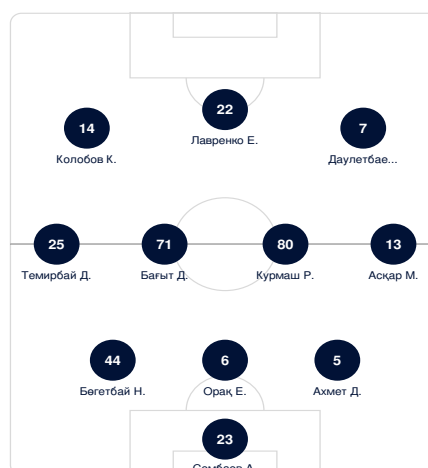 22
14
7
Лавренко Е.
Колобов К.
Даулетбае...
25
71
80
13
Темирбай Д.
Бағыт Д.
Курмаш Р.
Асқар М.
44
6
5
Бөгетбай Н.
Орақ Е.
Ахмет Д.
23